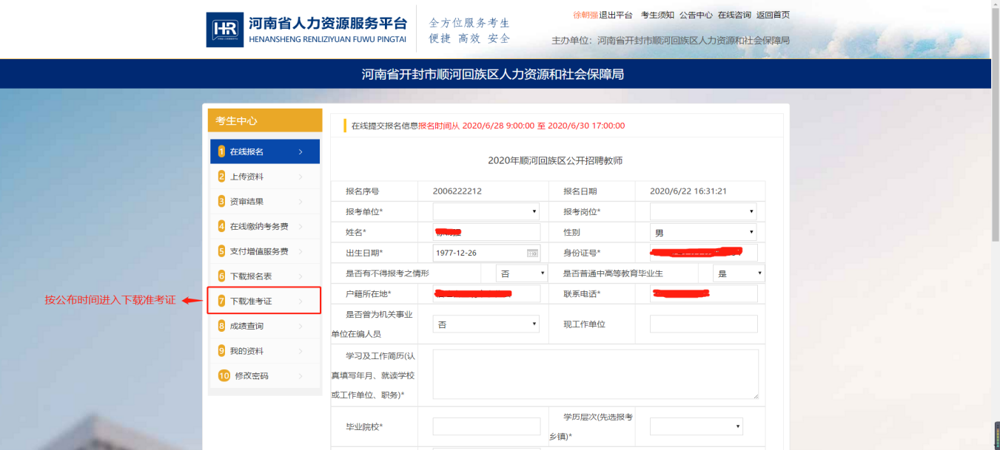 HR
河南省人力资源服务平台
HENANSHENG RENLIZIYUAN FUWU PINGTAI
全方位服务考生
便捷 高效 安全
徐朝强退出平台 考生须知 公告中心 在线咨询 返回首页
主办单位：河南省开封市顺河回族区人力资源和社会保障局
河南省开封市顺河回族区人力资源和社会保障局
考生中心
1 在线报名
2 上传资料
3 资审结果
4 在线缴纳考务费
5 支付增值服务费
6 下载报名表
7 下载准考证
8 成绩查询
9 我的资料
10 修改密码
按公布时间进入下载准考证
在线提交报名信息报名时间从 2020/6/28 9:00:00 至 2020/6/30 17:00:00
2020年顺河回族区公开招聘教师
报名序号 2006222212 报名日期 2020/6/22 16:31:21
报考单位* 报考岗位*
姓名* 性别 男
出生日期* 1977-12-26 身份证号*
是否有不得报考之情形 否 是否普通中高等教育毕业生 是
户籍所在地* 联系电话*
是否曾为机关事业
单位在编人员 否 现工作单位
学习及工作简历(认
真填写年月、就读学校
或工作单位、职务)*
毕业院校* 学历层次(先选报考
乡镇)*